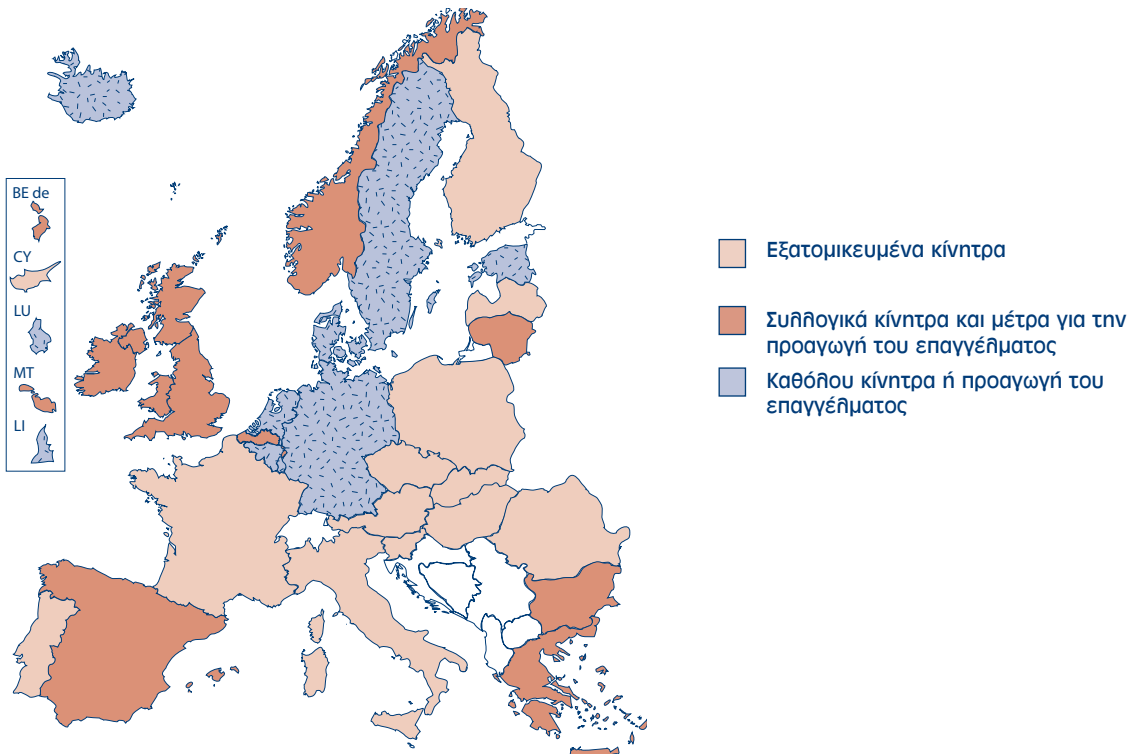 BE de
CY
LU
MT
LI
Εξατομικευμένα κίνητρα
Συλλογικά κίνητρα και μέτρα για την
προαγωγή του επαγγέλματος
Καθόλου κίνητρα ή προαγωγή του
επαγγέλματος